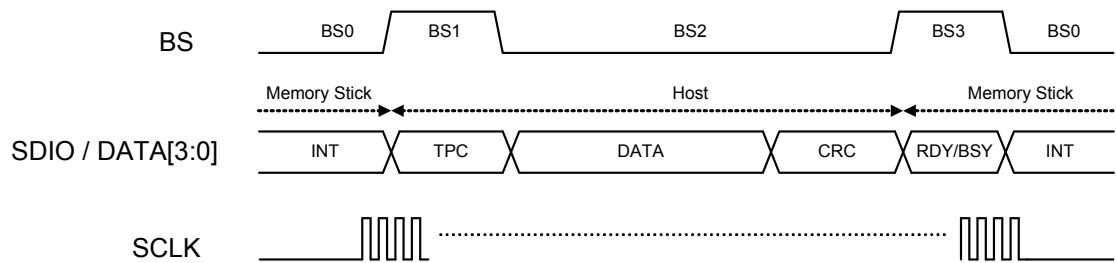 BS BS0 BS1 BS2 BS3 BS0
Memory Stick Host Memory Stick
SDIO / DATA[3:0] INT TPC DATA CRC RDY/BSY INT
SCLK